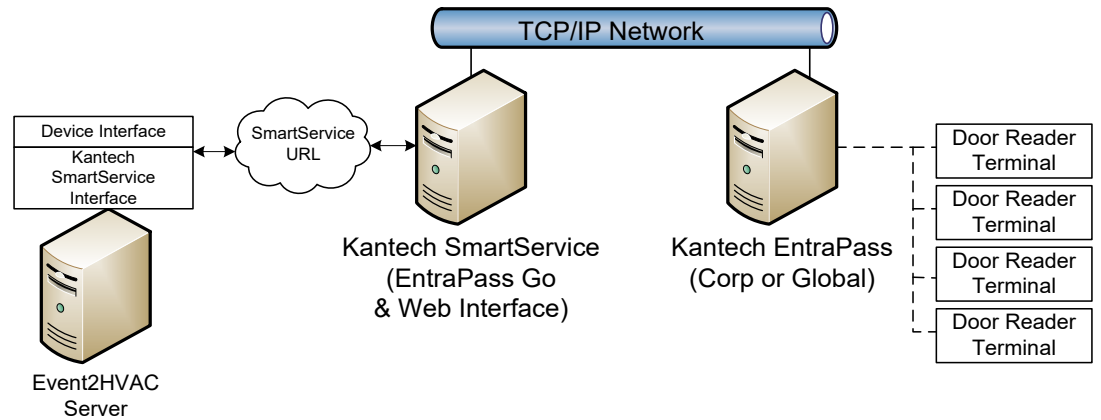 TCP/IP Network
Device Interface
Kantech
SmartService
Interface
SmartService
URL
Event2HVAC
Server
Kantech SmartService
(EntraPass Go
& Web Interface)
Kantech EntraPass
(Corp or Global)
Door Reader
Terminal
Door Reader
Terminal
Door Reader
Terminal
Door Reader
Terminal